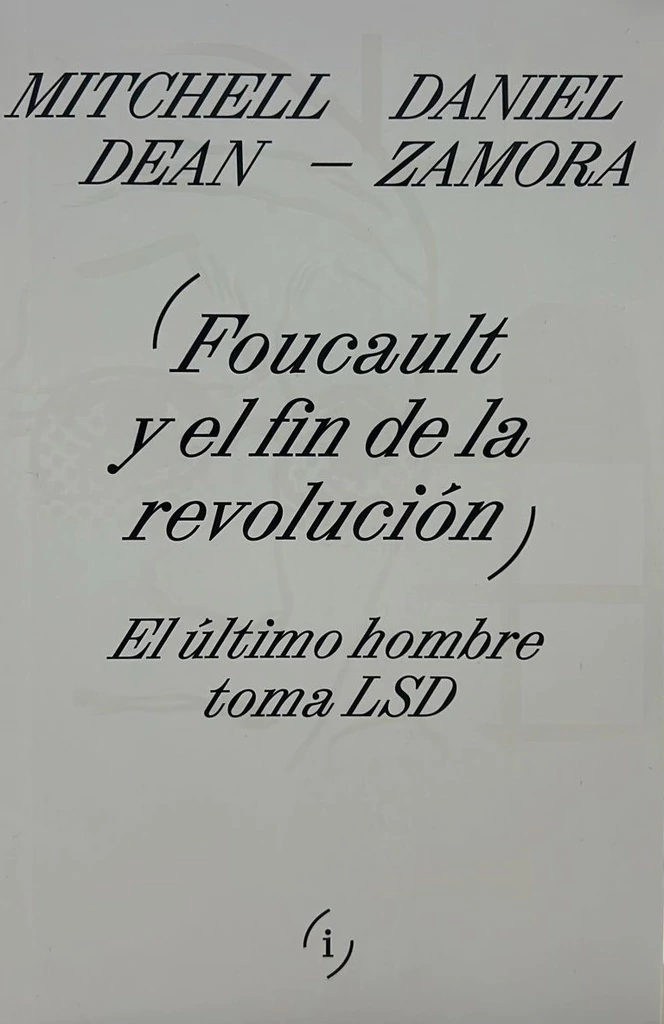 MITCHELL DANIEL
DEAN – ZAMORA
(Foucault
y el fin de la
revolución)
El último hombre
toma LSD
(i)